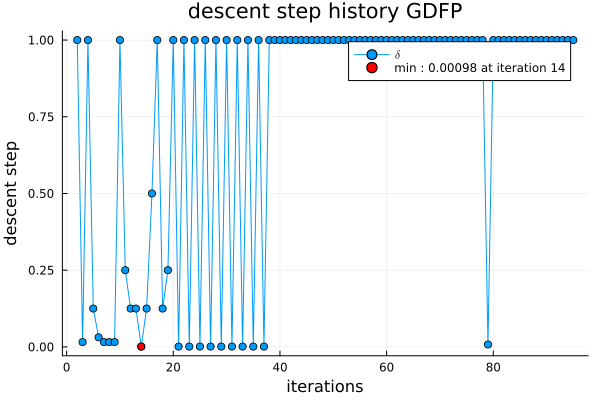 descent step history GDFP
descent step
1.00
0.75
0.50
0.25
0.00
δ
min : 0.00098 at iteration 14
0
20
40
60
80
iterations